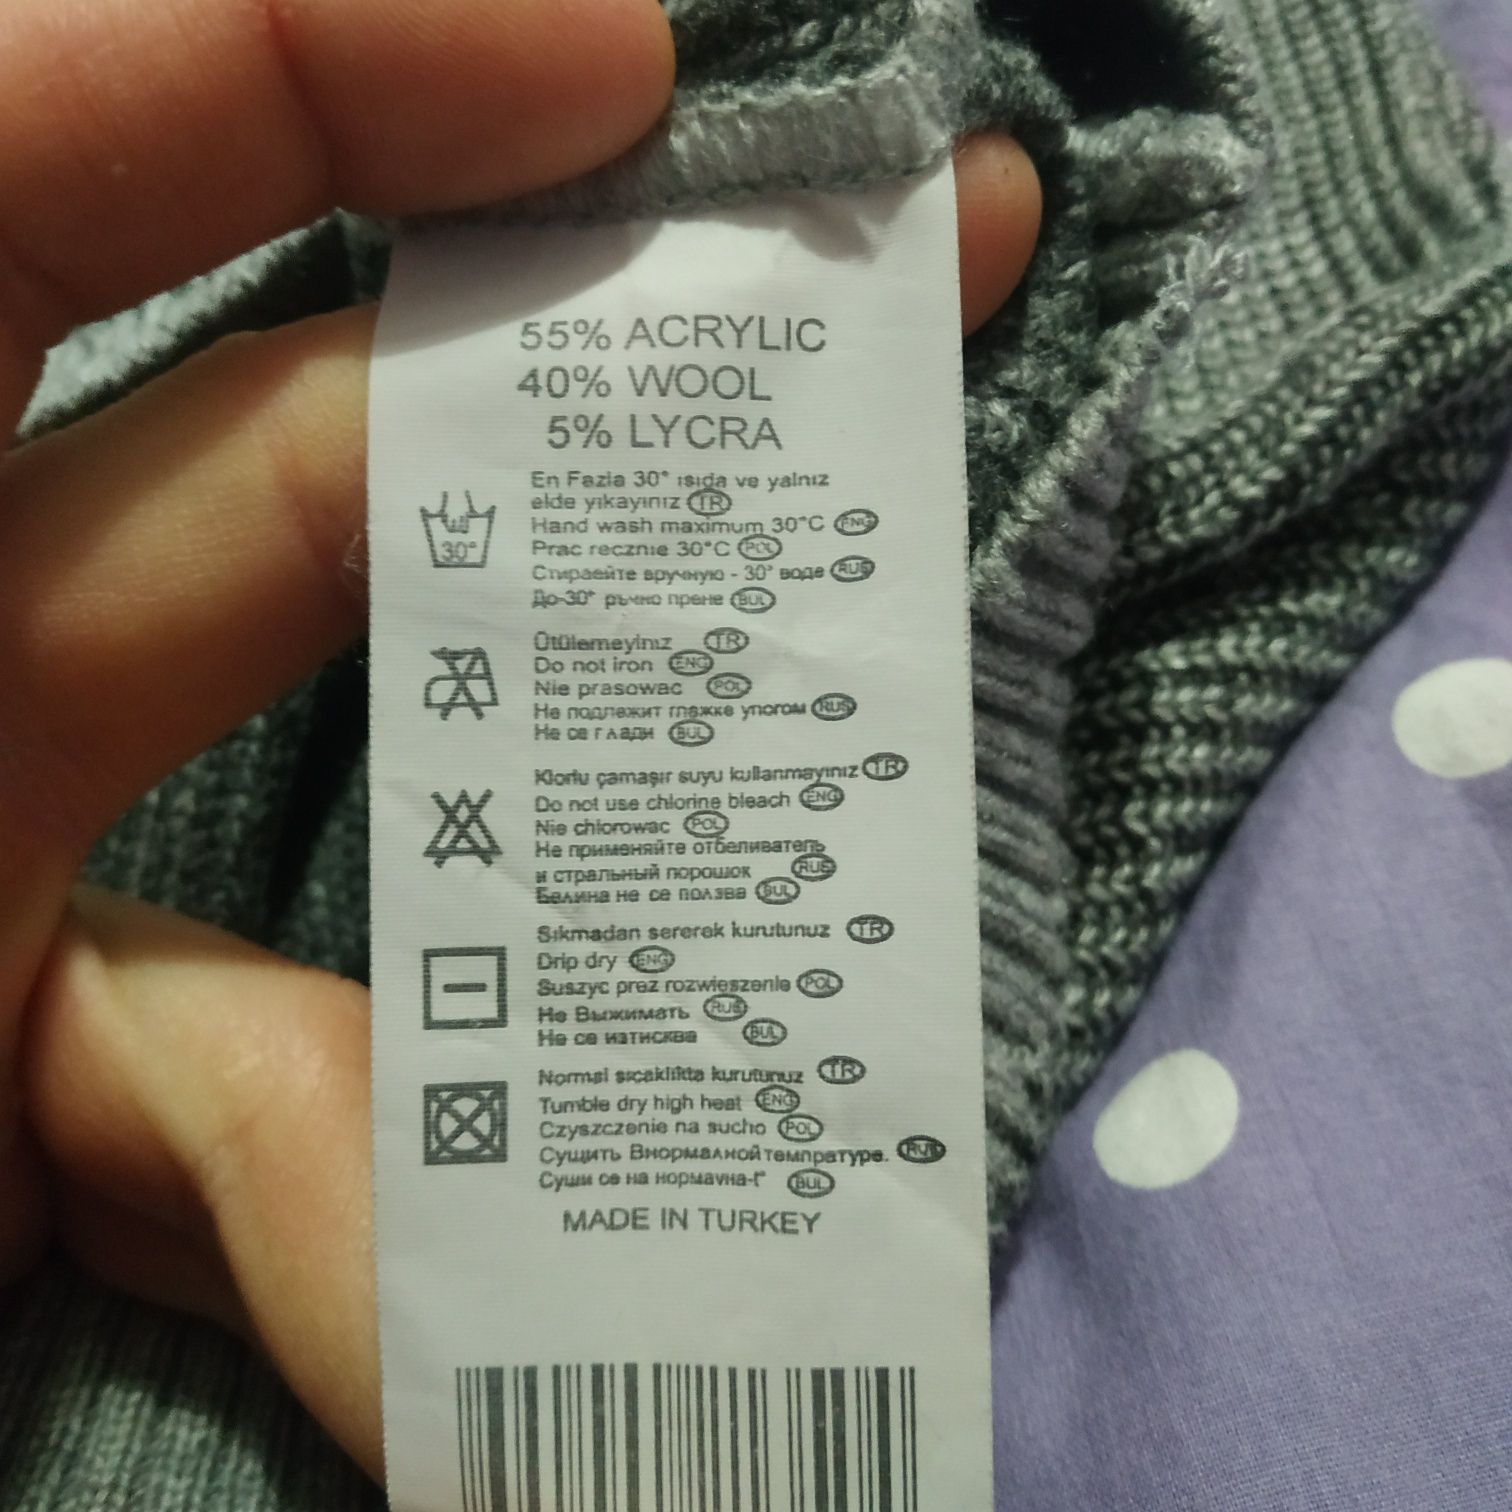 55% ACRYLIC
40% WOOL
5% LYCRA
En Fazla 30° ısıda ve yalnız
elde yıkayınız TR
30°
Hand wash maximum 30°C ENG
Prac recznie 30°C POL
Стираейте вручную - 30° воде RUS
До-30° ръчно прене BUL
Ütülemeyiniz TR
Do not iron ENG
Nie prasowac POL
Не подлежит глажке упогом RUS
Не се глади BUL
Klorlu çamaşır suyu kullanmayınız TR
Do not use chlorine bleach ENG
Nie chlorowac POL
Не применяйте отбеливатель
и стральный порошок RUS
Белина не се ползва BUL
Sıkmadan sererek kurutunuz TR
Drip dry ENG
Suszyc prez rozwieszenie POL
Не Выжимать RUS
Не се изтисква BUL
Normal sıcaklıkta kurutunuz TR
Tumble dry high heat ENG
Czyszczenie na sucho POL
Сушить Внормалной темпратуре. RUS
Суши се на нормауна-t° BUL
MADE IN TURKEY